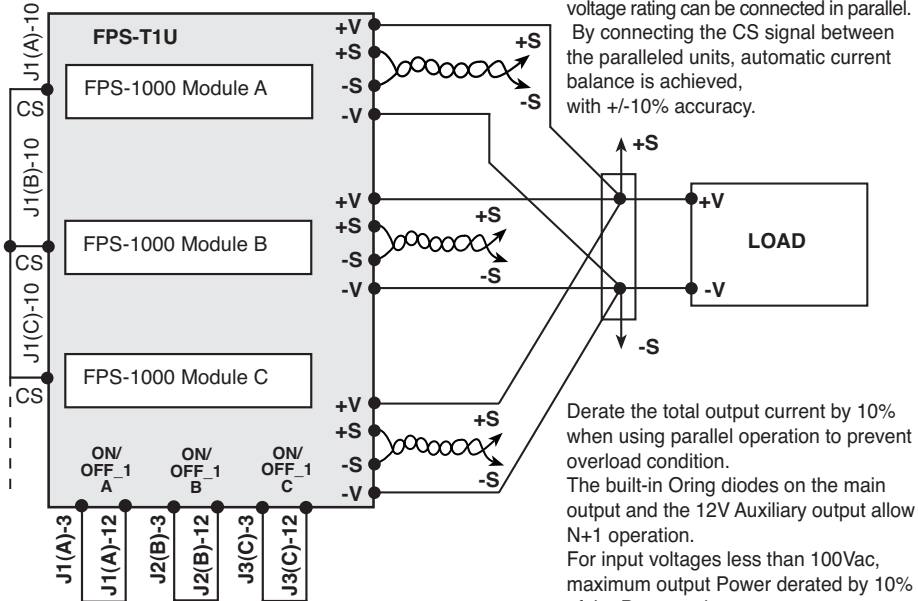 voltage rating can be connected in parallel.
By connecting the CS signal between
the paralleled units, automatic current
balance is achieved,
with +/-10% accuracy.
FPS-T1U
FPS-1000 Module A
FPS-1000 Module B
FPS-1000 Module C
J1(A)-10
CS
J1(B)-10
CS
J1(C)-10
CS
+V
+S
-S
-V
+S
-S
+V
+S
-S
-V
+S
-S
+V
+S
-S
-V
+S
-S
+S
-S
+V
LOAD
-V
ON/
OFF_1
A
ON/
OFF_1
B
ON/
OFF_1
C
J1(A)-3
J1(A)-12
J2(B)-3
J2(B)-12
J3(C)-3
J3(C)-12
Derate the total output current by 10%
when using parallel operation to prevent
overload condition.
The built-in Oring diodes on the main
output and the 12V Auxiliary output allow
N+1 operation.
For input voltages less than 100Vac,
maximum output Power derated by 10%